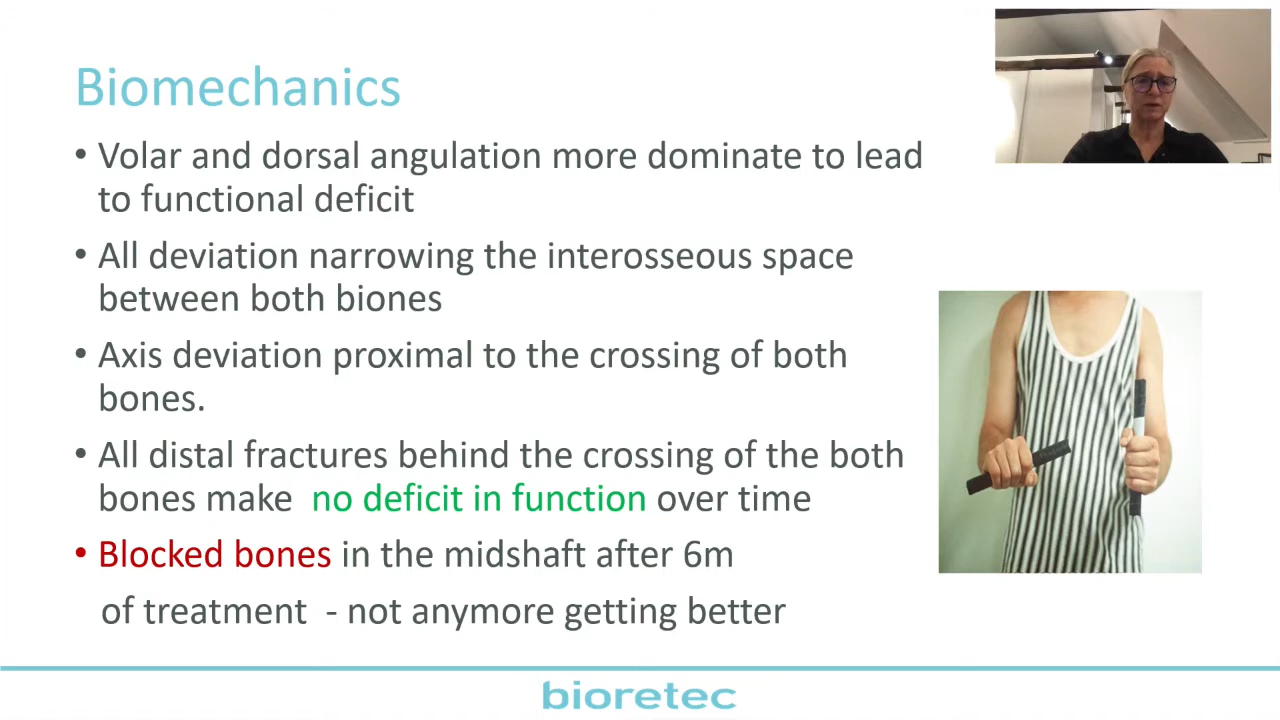 Biomechanics
• Volar and dorsal angulation more dominate to lead
to functional deficit
• All deviation narrowing the interosseous space
between both biones
• Axis deviation proximal to the crossing of both
bones.
• All distal fractures behind the crossing of the both
bones make no deficit in function over time
• Blocked bones in the midshaft after 6m
of treatment - not anymore getting better
bioretec